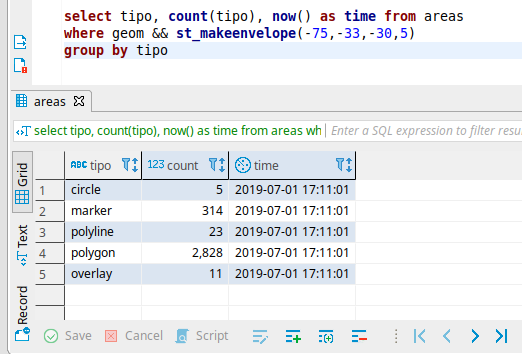 select tipo, count(tipo), now() as time from areas
where geom && st_makeenvelope(-75,-33,-30,5)
group by tipo
areas
select tipo, count(tipo), now() as time from areas wh Enter a SQL expression to filter resu
Grid
Text
Record
ABC tipo 123 count time
1 circle 5 2019-07-01 17:11:01
2 marker 314 2019-07-01 17:11:01
3 polyline 23 2019-07-01 17:11:01
4 polygon 2,828 2019-07-01 17:11:01
5 overlay 11 2019-07-01 17:11:01
Save Cancel Script